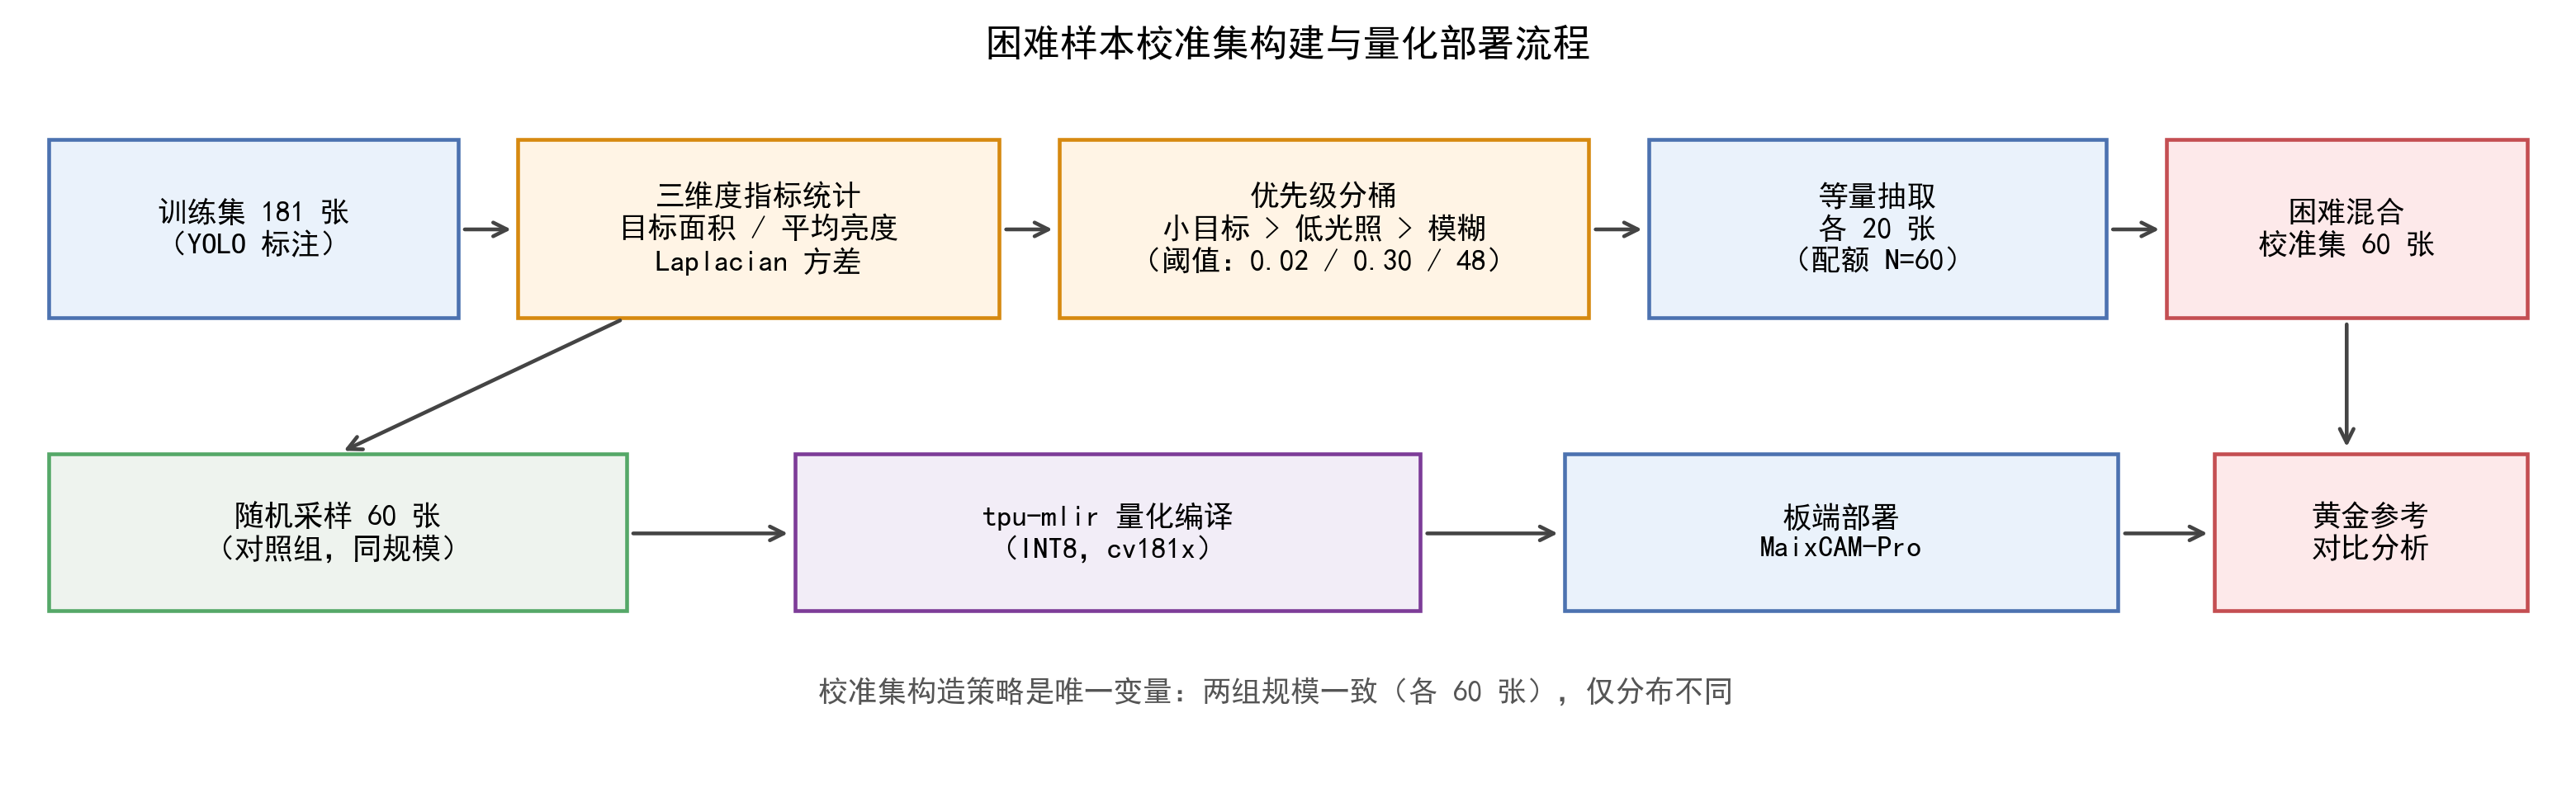 困难样本校准集构建与量化部署流程
训练集 181 张
（YOLO 标注）
三维度指标统计
目标面积 / 平均亮度
Laplacian 方差
优先级分桶
小目标 > 低光照 > 模糊
（阈值：0.02 / 0.30 / 48）
等量抽取
各 20 张
（配额 N=60）
困难混合
校准集 60 张
随机采样 60 张
（对照组，同规模）
tpu-mlir 量化编译
（INT8，cv181x）
板端部署
MaixCAM-Pro
黄金参考
对比分析
校准集构造策略是唯一变量：两组规模一致（各 60 张），仅分布不同